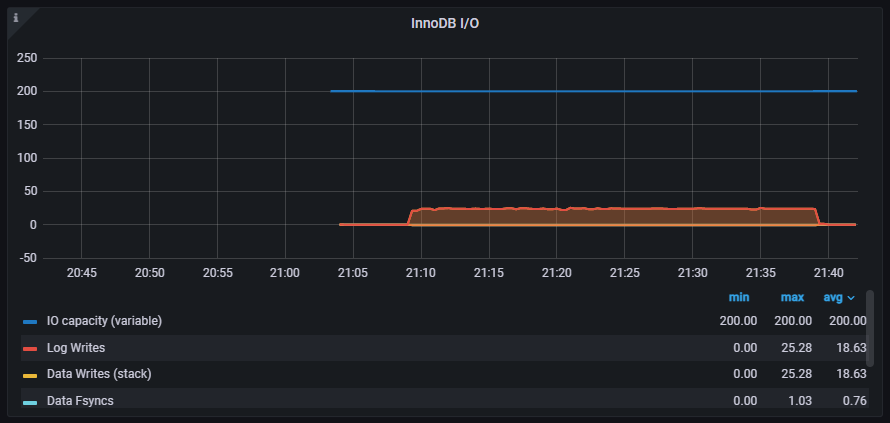 i
InnoDB I/O
250
200
150
100
50
0
-50
20:45 20:50 20:55 21:00 21:05 21:10 21:15 21:20 21:25 21:30 21:35 21:40
min max avg
IO capacity (variable) 200.00 200.00 200.00
Log Writes 0.00 25.28 18.63
Data Writes (stack) 0.00 25.28 18.63
Data Fsyncs 0.00 1.03 0.76